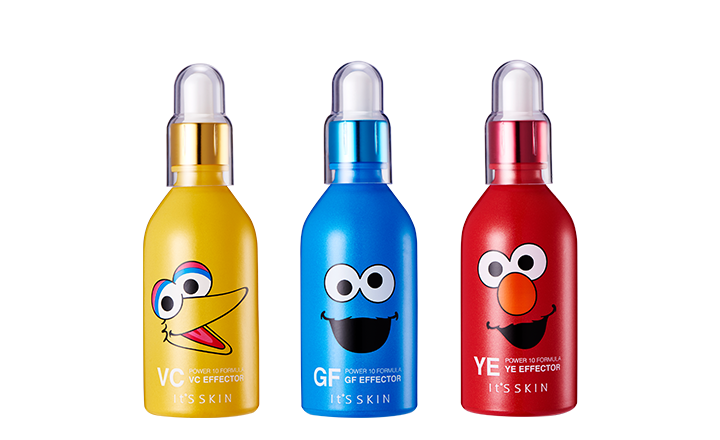 VC POWER 10 FORMULA
VC EFFECTOR
It'S SKIN
GF POWER 10 FORMULA
GF EFFECTOR
It'S SKIN
YE POWER 10 FORMULA
YE EFFECTOR
It'S SKIN